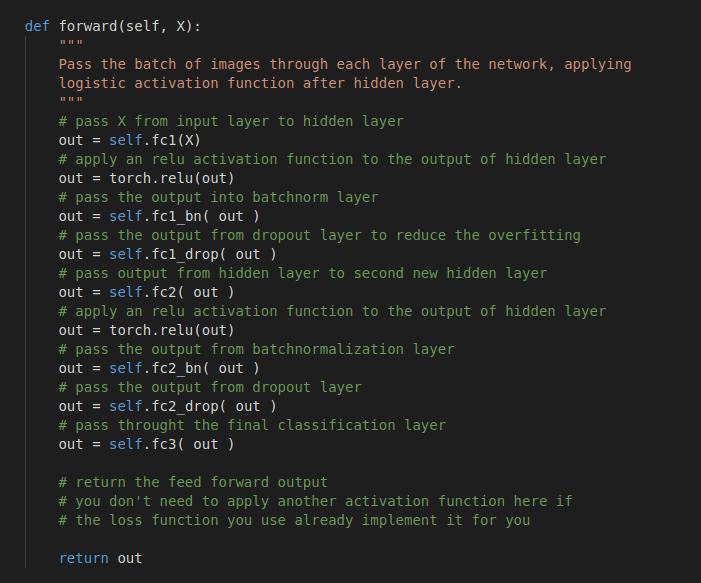 def forward(self, X):
"""
Pass the batch of images through each layer of the network, applying
logistic activation function after hidden layer.
"""
# pass X from input layer to hidden layer
out = self.fc1(X)
# apply an relu activation function to the output of hidden layer
out = torch.relu(out)
# pass the output into batchnorm layer
out = self.fc1_bn( out )
# pass the output from dropout layer to reduce the overfitting
out = self.fc1_drop( out )
# pass output from hidden layer to second new hidden layer
out = self.fc2( out )
# apply an relu activation function to the output of hidden layer
out = torch.relu(out)
# pass the output from batchnormalization layer
out = self.fc2_bn( out )
# pass the output from dropout layer
out = self.fc2_drop( out )
# pass throught the final classification layer
out = self.fc3( out )
# return the feed forward output
# you don't need to apply another activation function here if
# the loss function you use already implement it for you
return out